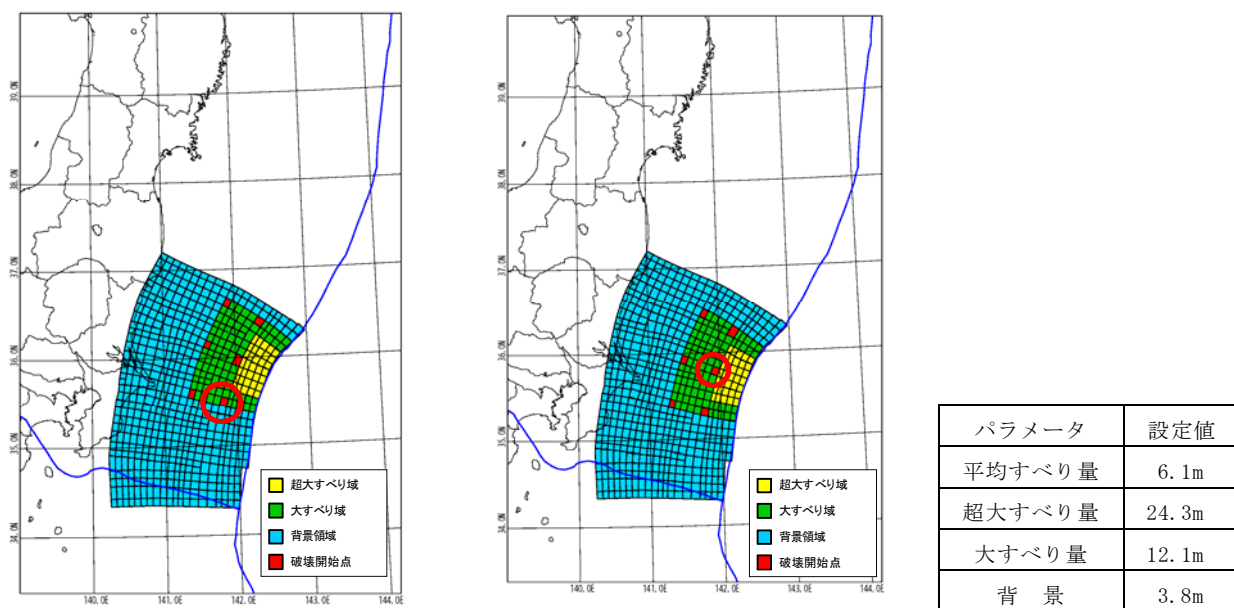 39.0N
38.0N
37.0N
36.0N
35.0N
34.0N
140.0E
141.0E
142.0E
143.0E
144.0E
超大すべり域
大すべり域
背景領域
破壊開始点
39.0N
38.0N
37.0N
36.0N
35.0N
34.0N
140.0E
141.0E
142.0E
143.0E
144.0E
超大すべり域
大すべり域
背景領域
破壊開始点
パラメータ 設定値
平均すべり量 6.1m
超大すべり量 24.3m
大すべり量 12.1m
背 景 3.8m